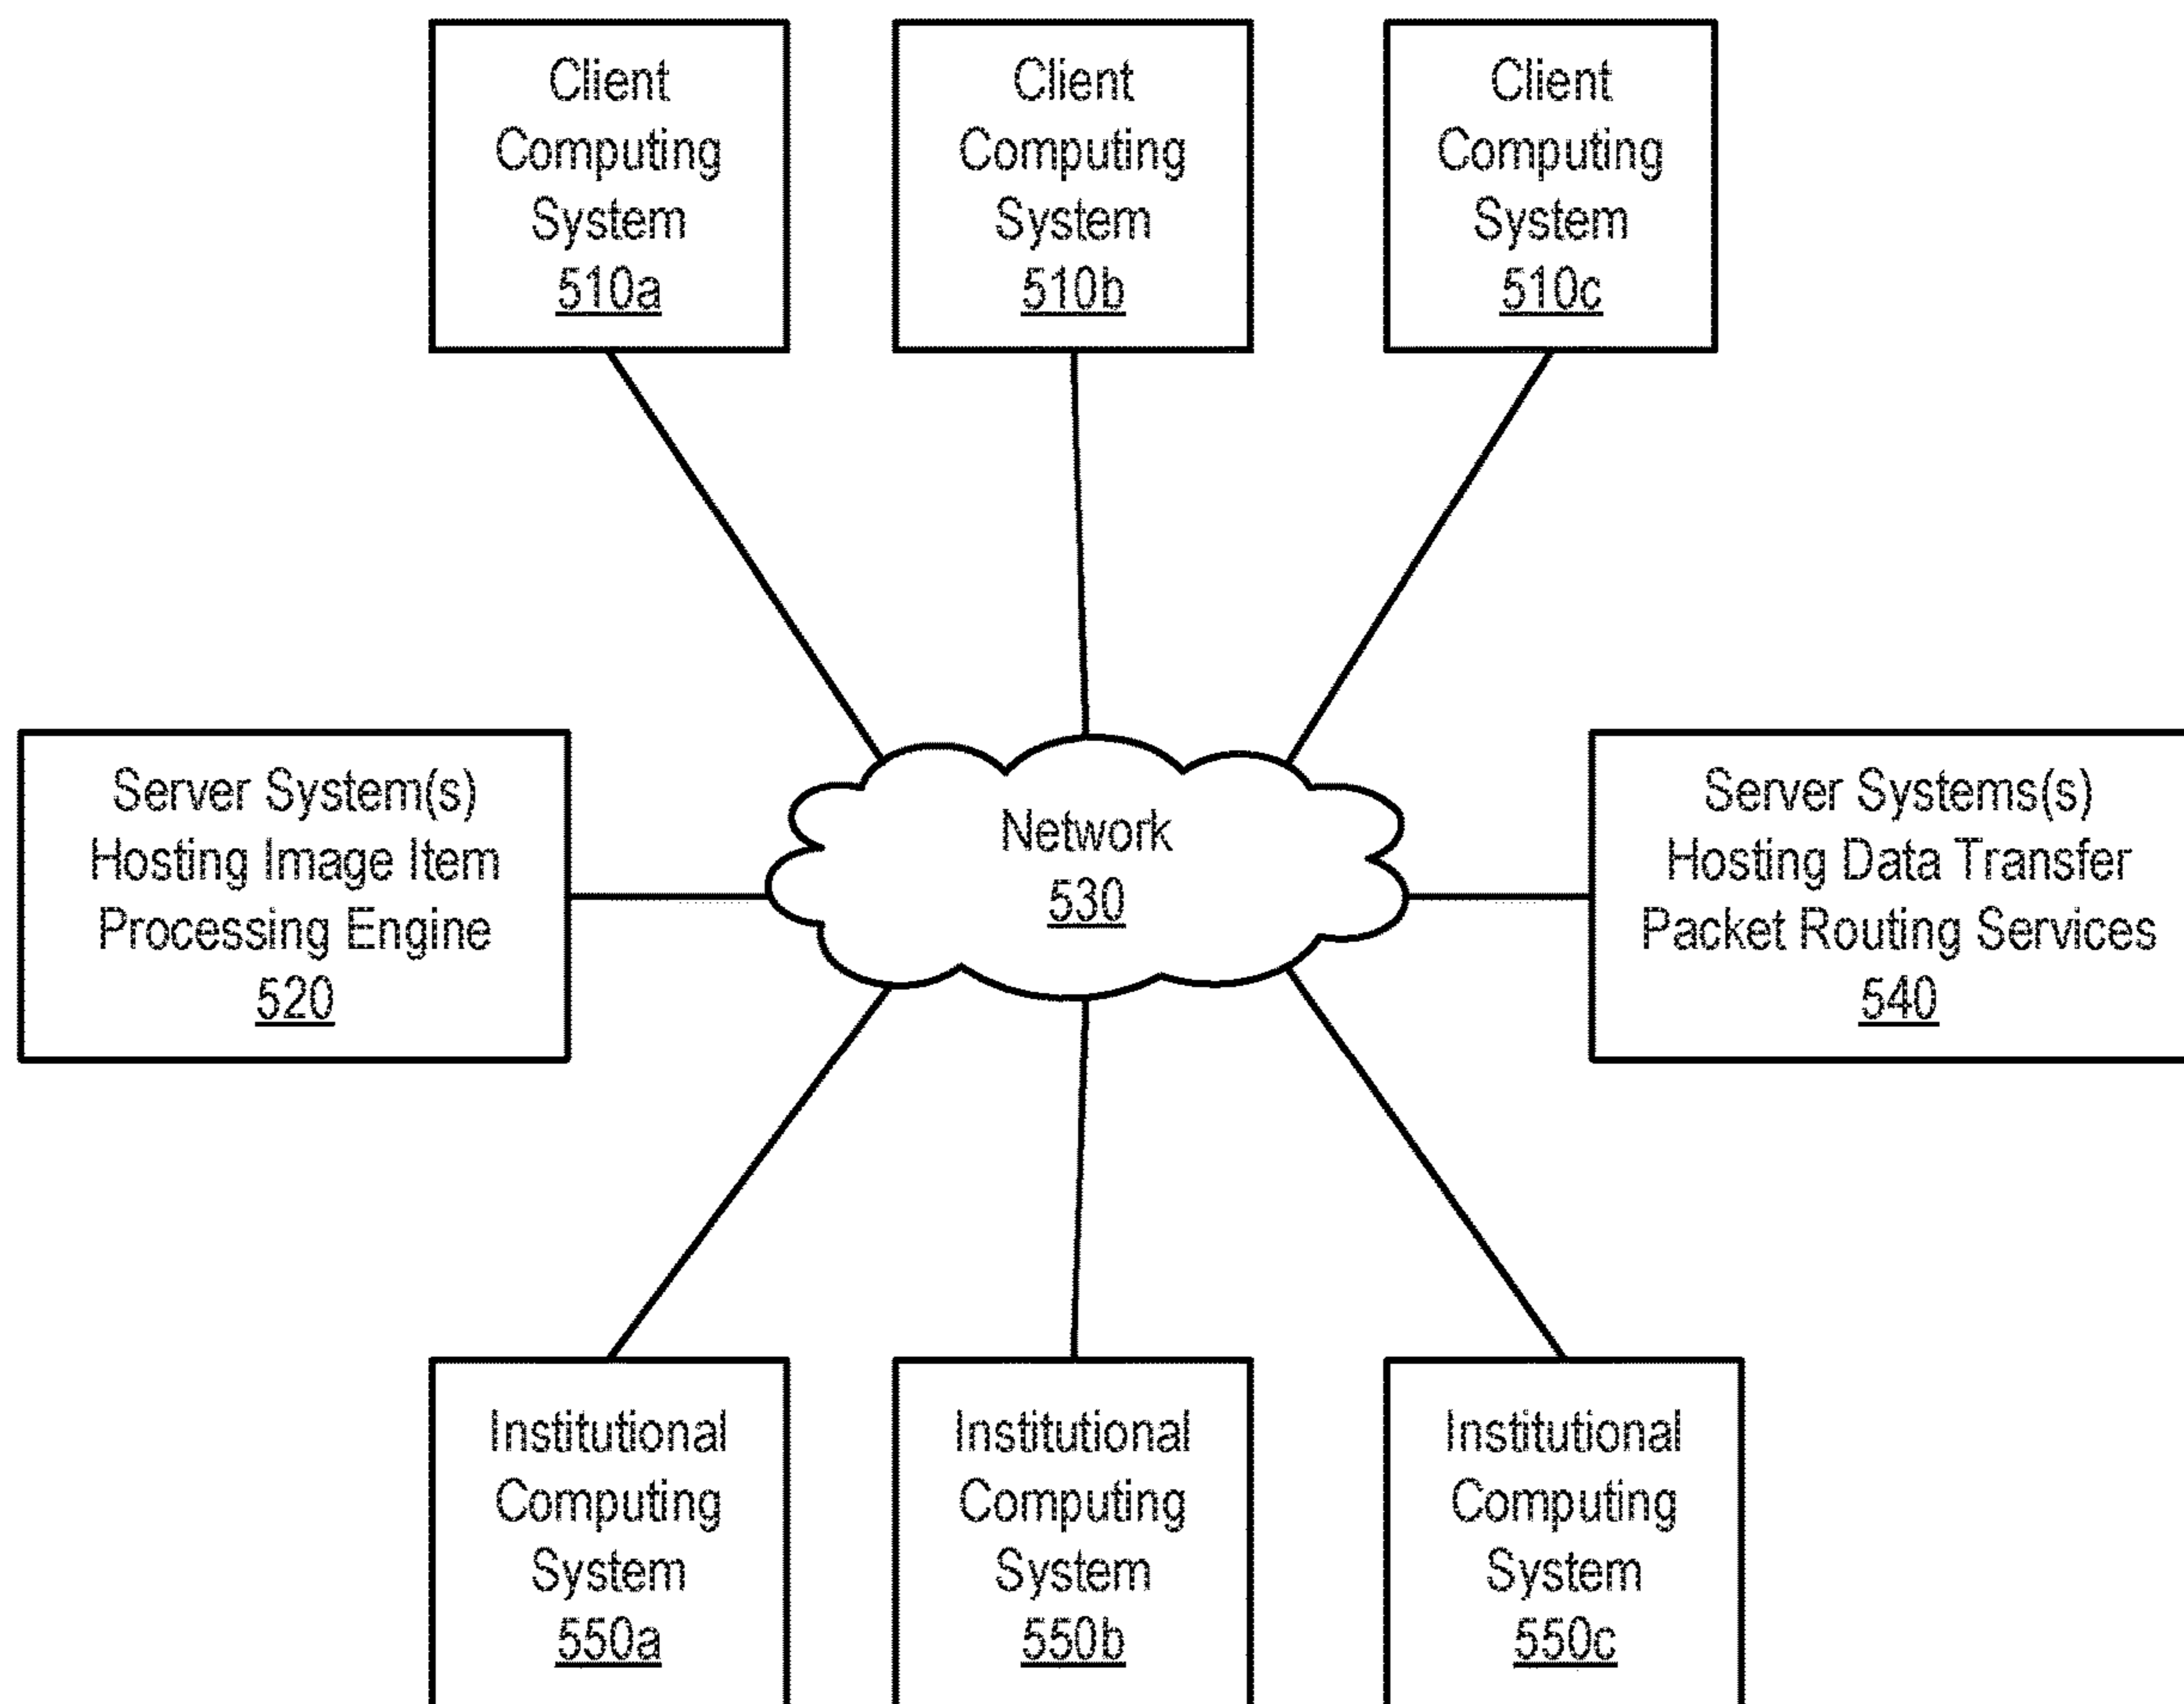 Client
Computing
System
510a
Client
Computing
System
510b
Client
Computing
System
510c
Server System(s)
Hosting Image Item
Processing Engine
520
Network
530
Server Systems(s)
Hosting Data Transfer
Packet Routing Services
540
Institutional
Computing
System
550a
Institutional
Computing
System
550b
Institutional
Computing
System
550c